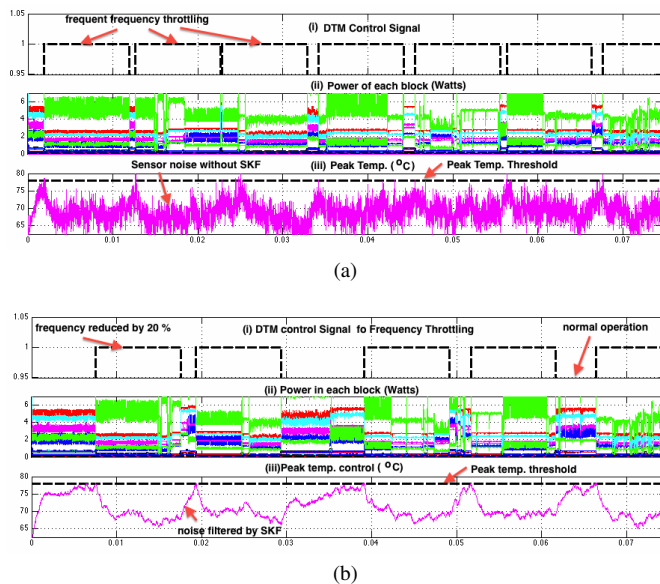 frequent frequency throttling
(i) DTM Control Signal
1.05
1
0.95
(ii) Power of each block (Watts)
6
4
2
0
Sensor noise without SKF
(iii) Peak Temp. (°C)
Peak Temp. Threshold
80
75
70
65
0 0.01 0.02 0.03 0.04 0.05 0.06 0.07
(a)
1.05
frequency reduced by 20 %
(i) DTM control Signal fo Frequency Throttling
normal operation
1
0.95
(ii) Power in each block (Watts)
6
4
2
0
(iii)Peak temp. control (°C)
Peak temp. threshold
80
75
70
65
noise filtered by SKF
0 0.01 0.02 0.03 0.04 0.05 0.06 0.07
(b)